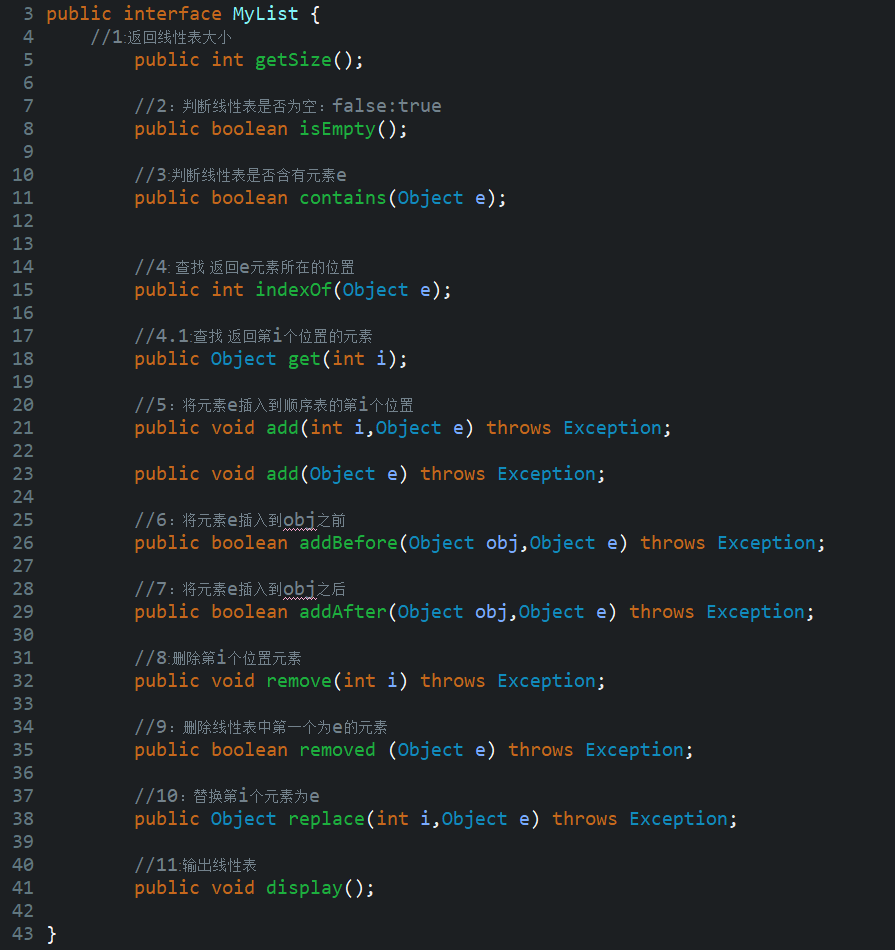 3 public interface MyList {
4 //1:返回线性表大小
5 public int getSize();
6
7 //2：判断线性表是否为空：false:true
8 public boolean isEmpty();
9
10 //3:判断线性表是否含有元素e
11 public boolean contains(Object e);
12
13
14 //4: 查找 返回e元素所在的位置
15 public int indexOf(Object e);
16
17 //4.1:查找 返回第i个位置的元素
18 public Object get(int i);
19
20 //5：将元素e插入到顺序表的第i个位置
21 public void add(int i,Object e) throws Exception;
22
23 public void add(Object e) throws Exception;
24
25 //6：将元素e插入到obj之前
26 public boolean addBefore(Object obj,Object e) throws Exception;
27
28 //7：将元素e插入到obj之后
29 public boolean addAfter(Object obj,Object e) throws Exception;
30
31 //8:删除第i个位置元素
32 public void remove(int i) throws Exception;
33
34 //9：删除线性表中第一个为e的元素
35 public boolean removed (Object e) throws Exception;
36
37 //10：替换第i个元素为e
38 public Object replace(int i,Object e) throws Exception;
39
40 //11:输出线性表
41 public void display();
42
43 }